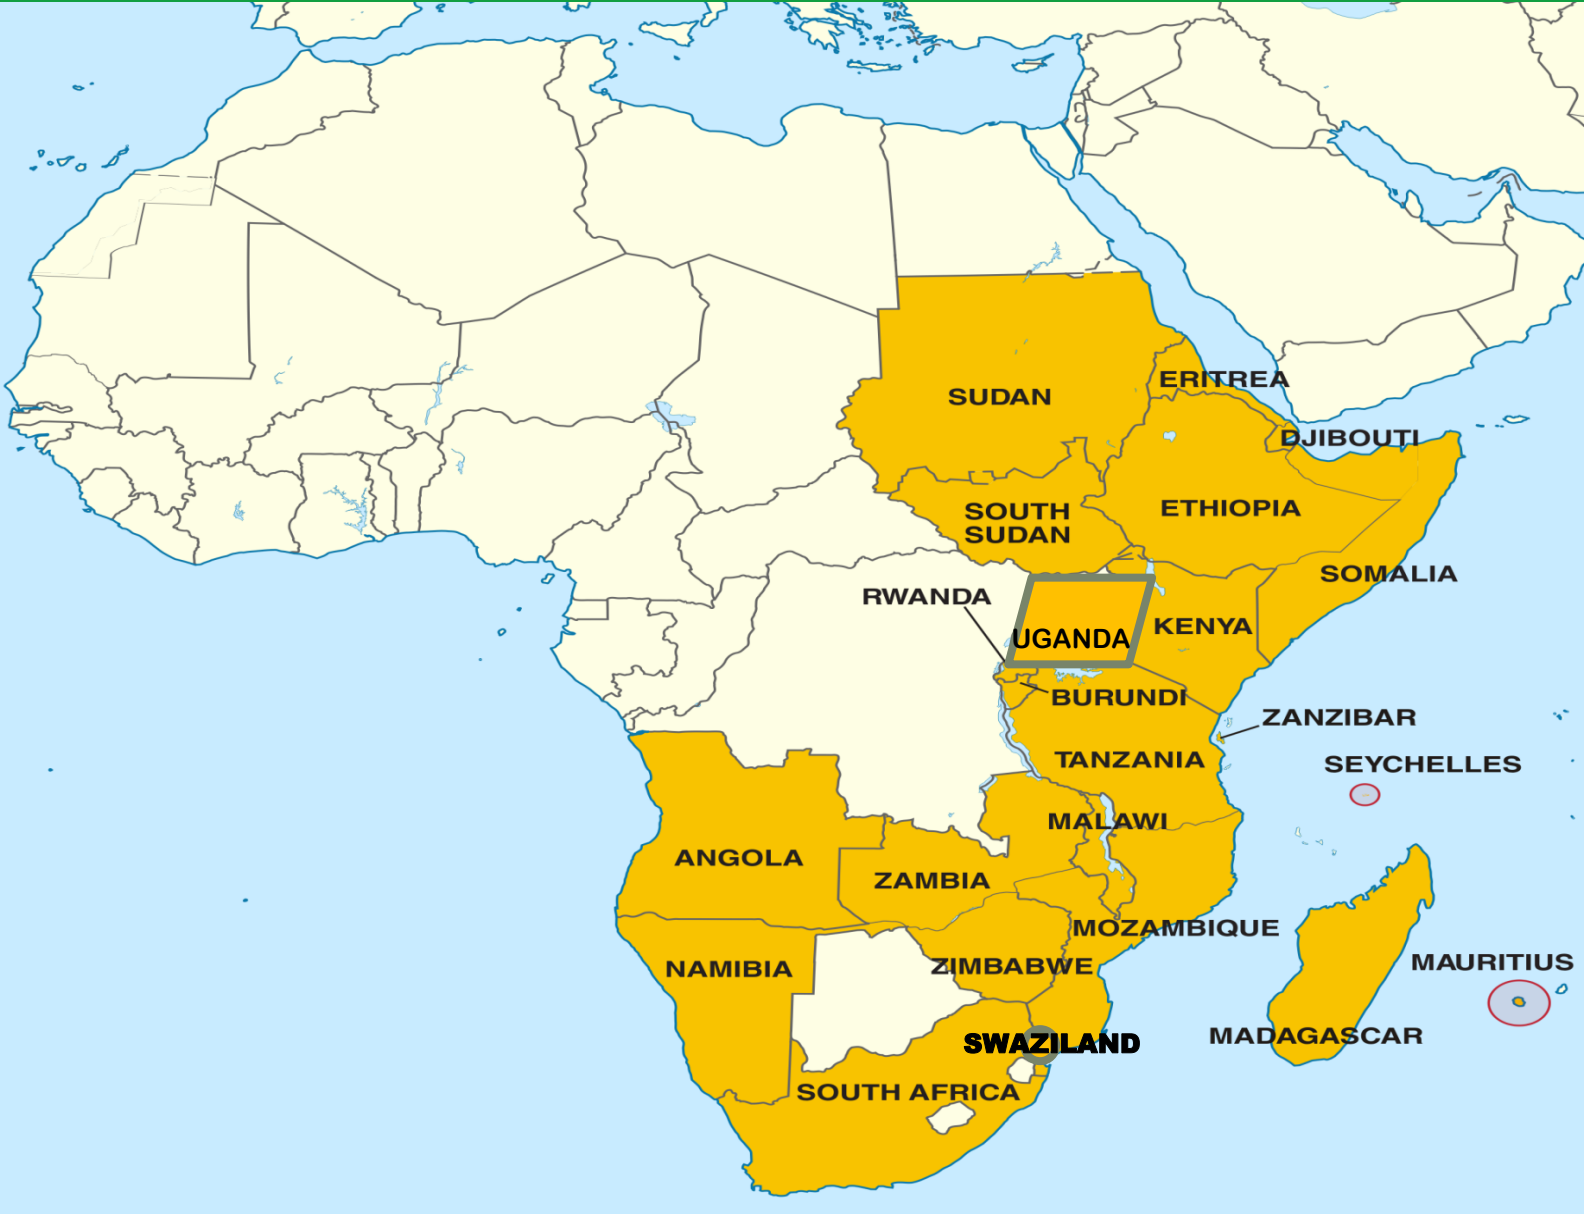 SUDAN
ERITREA
DJIBOUTI
SOUTH
SUDAN
ETHIOPIA
SOMALIA
RWANDA
UGANDA
KENYA
BURUNDI
ZANZIBAR
TANZANIA
SEYCHELLES
MALAWI
ANGOLA
ZAMBIA
MOZAMBIQUE
NAMIBIA
ZIMBABWE
MAURITIUS
MADAGASCAR
SWAZILAND
SOUTH AFRICA